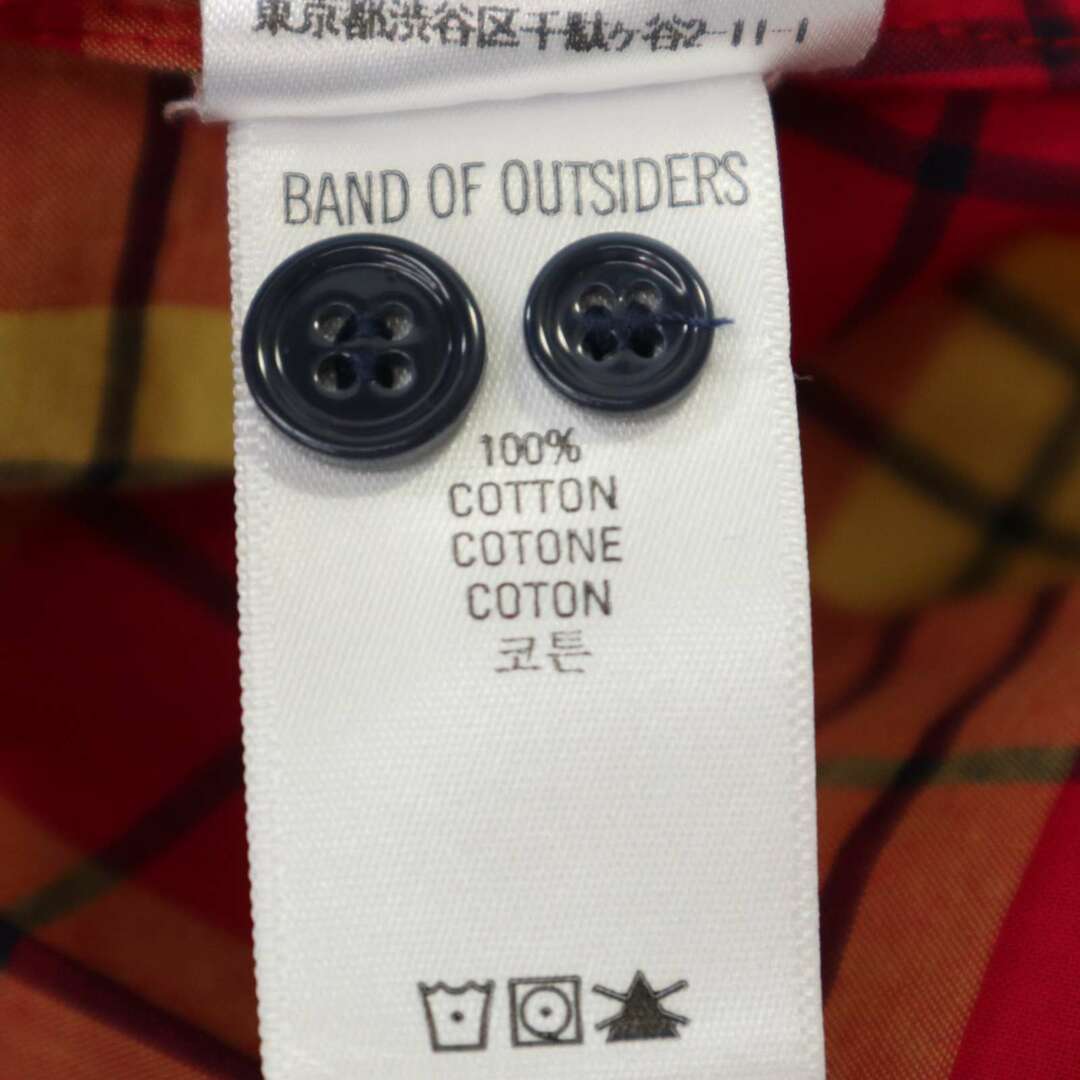 東京都渋谷区千駄ヶ谷2-11-1
BAND OF OUTSIDERS
100%
COTTON
COTONE
COTON
코튼